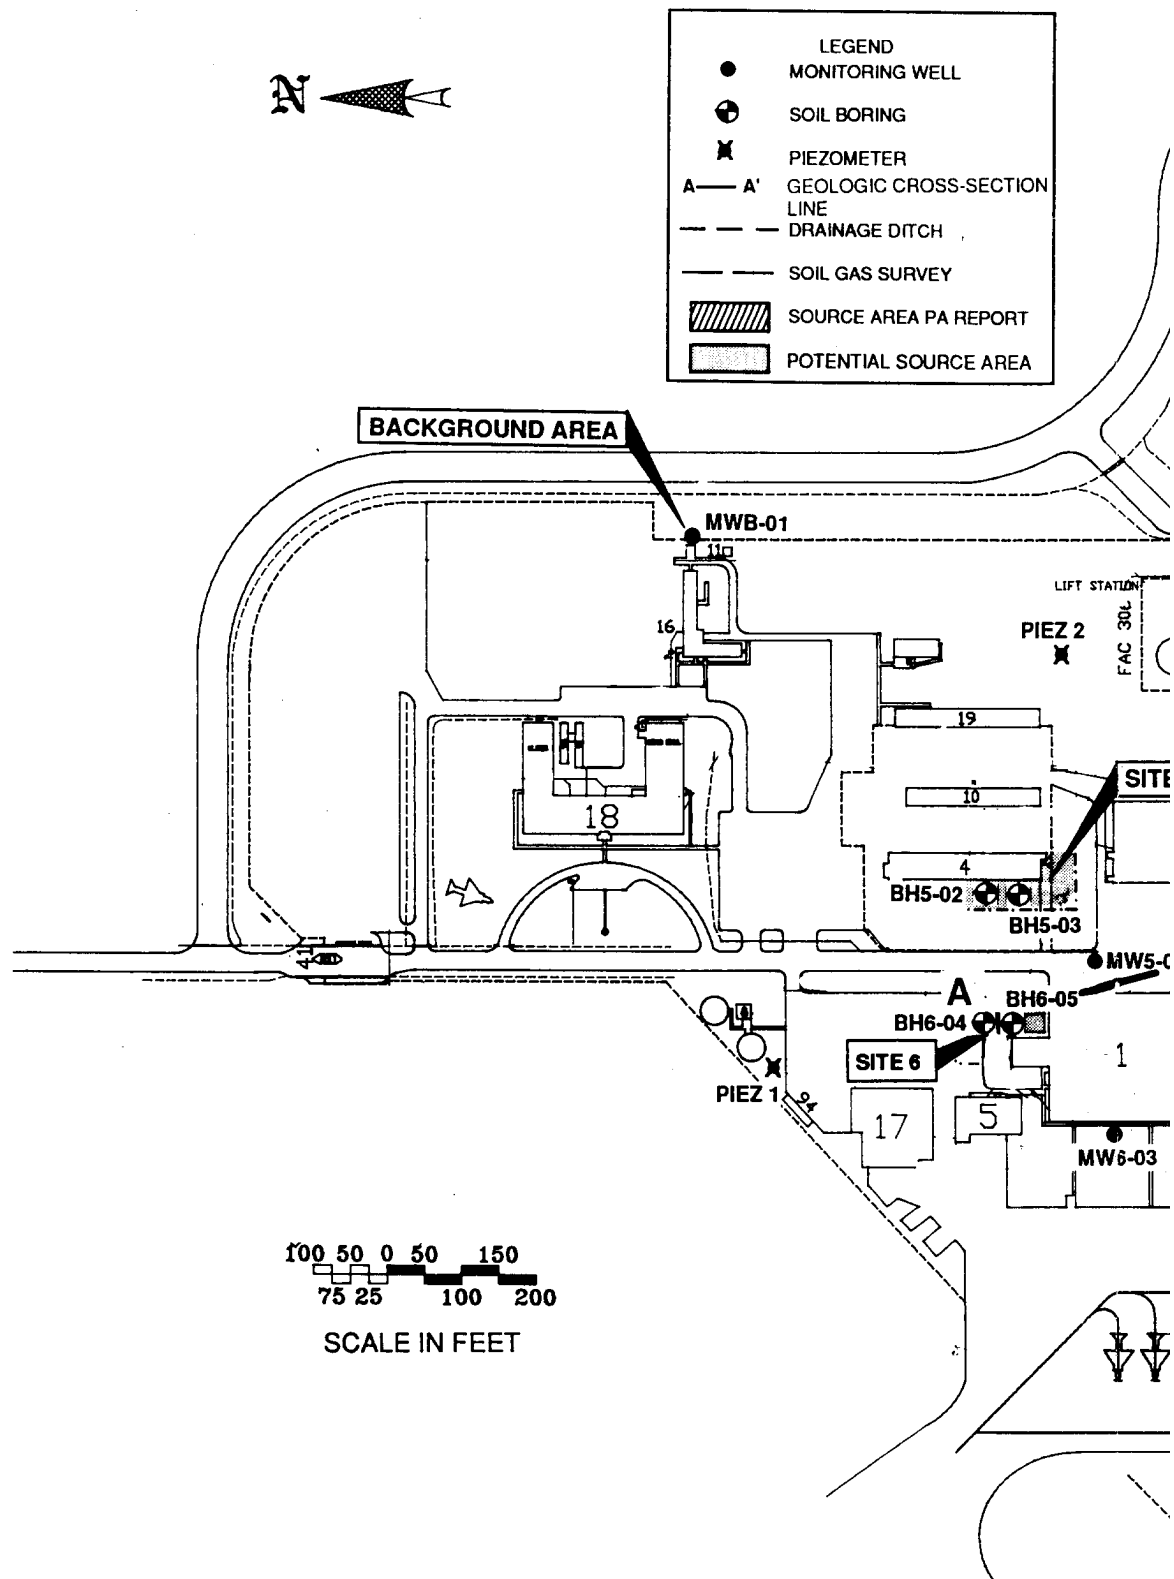 N
LEGEND
MONITORING WELL
SOIL BORING
PIEZOMETER
A A' GEOLOGIC CROSS-SECTION
LINE
DRAINAGE DITCH
SOIL GAS SURVEY
SOURCE AREA PA REPORT
POTENTIAL SOURCE AREA
BACKGROUND AREA
MWB-01
11
LIFT STATION
FAC 306
16
PIEZ 2
19
SITE
10
18
4
BH5-02
BH5-03
41
MW5-0
A
BH6-05
BH6-04
SITE 6
1
PIEZ 1
94
17
5
MW6-03
100 50 0 50 150
75 25 100 200
SCALE IN FEET